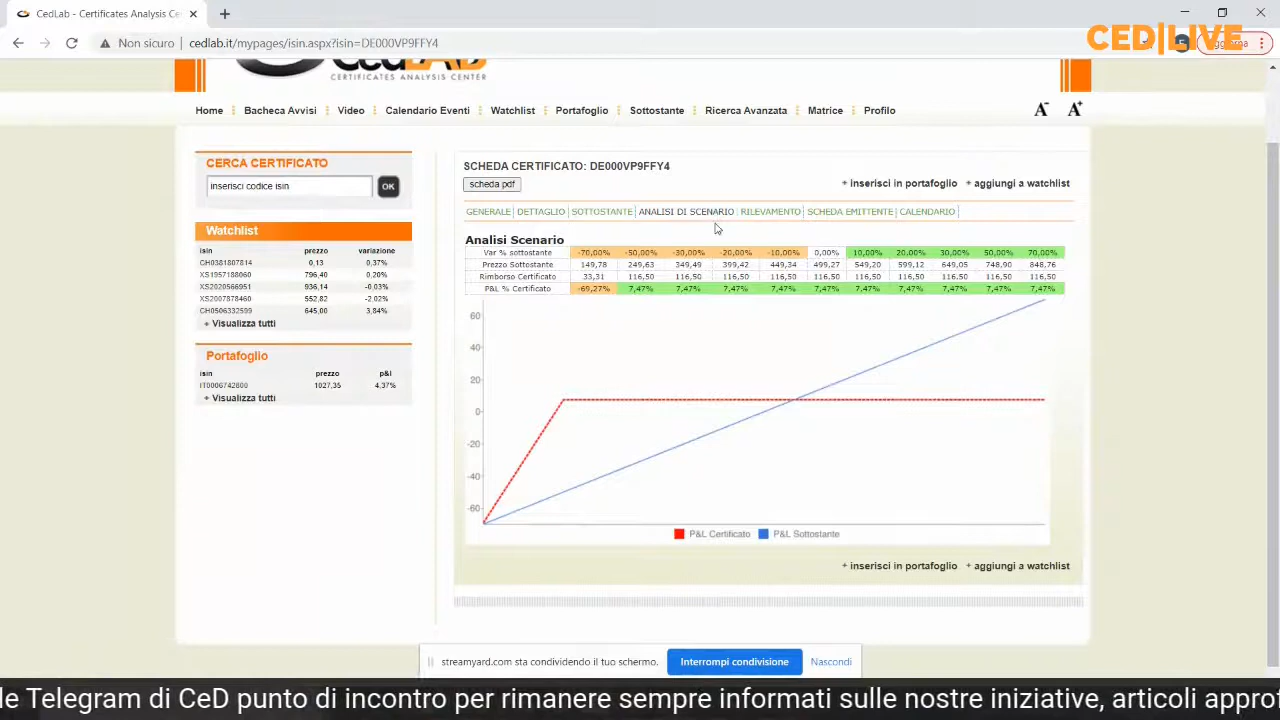 CedLab - Certificates Analysis Ce
Non sicuro
cedlab.it/mypages/isin.aspx?isin=DE000VP9FFY4
CED|LIVE
CERTIFICATES ANALYSIS CENTER
Home Bacheca Avvisi Video Calendario Eventi Watchlist Portafoglio Sottostante Ricerca Avanzata Matrice Profilo A- A+
CERCA CERTIFICATO
inserisci codice isin OK
Watchlist
isin prezzo variazione
CH0381807814 0,13 0,37%
XS1957188060 796,40 0,20%
XS2020566951 936,14 -0,03%
XS2007878460 552,82 -2,02%
CH0506332599 645,00 3,84%
+ Visualizza tutti
Portafoglio
isin prezzo p&l
IT0006742800 1027,35 4,37%
+ Visualizza tutti
SCHEDA CERTIFICATO: DE000VP9FFY4
scheda pdf
+ inserisci in portafoglio + aggiungi a watchlist
GENERALE DETTAGLIO SOTTOSTANTE ANALISI DI SCENARIO RILEVAMENTO SCHEDA EMITTENTE CALENDARIO
Analisi Scenario
Var % sottostante -70,00% -50,00% -30,00% -20,00% -10,00% 0,00% 10,00% 20,00% 30,00% 50,00% 70,00%
Prezzo Sottostante 149,78 249,63 349,49 399,42 449,34 499,27 549,20 599,12 649,05 748,90 848,76
Rimborso Certificato 33,31 116,50 116,50 116,50 116,50 116,50 116,50 116,50 116,50 116,50 116,50
P&L % Certificato -69,27% 7,47% 7,47% 7,47% 7,47% 7,47% 7,47% 7,47% 7,47% 7,47% 7,47%
60
40
20
0
-20
-40
-60
P&L Certificato P&L Sottostante
+ inserisci in portafoglio + aggiungi a watchlist
streamyard.com sta condividendo il tuo schermo. Interrompi condivisione Nascondi
le Telegram di CeD punto di incontro per rimanere sempre informati sulle nostre iniziative, articoli appro